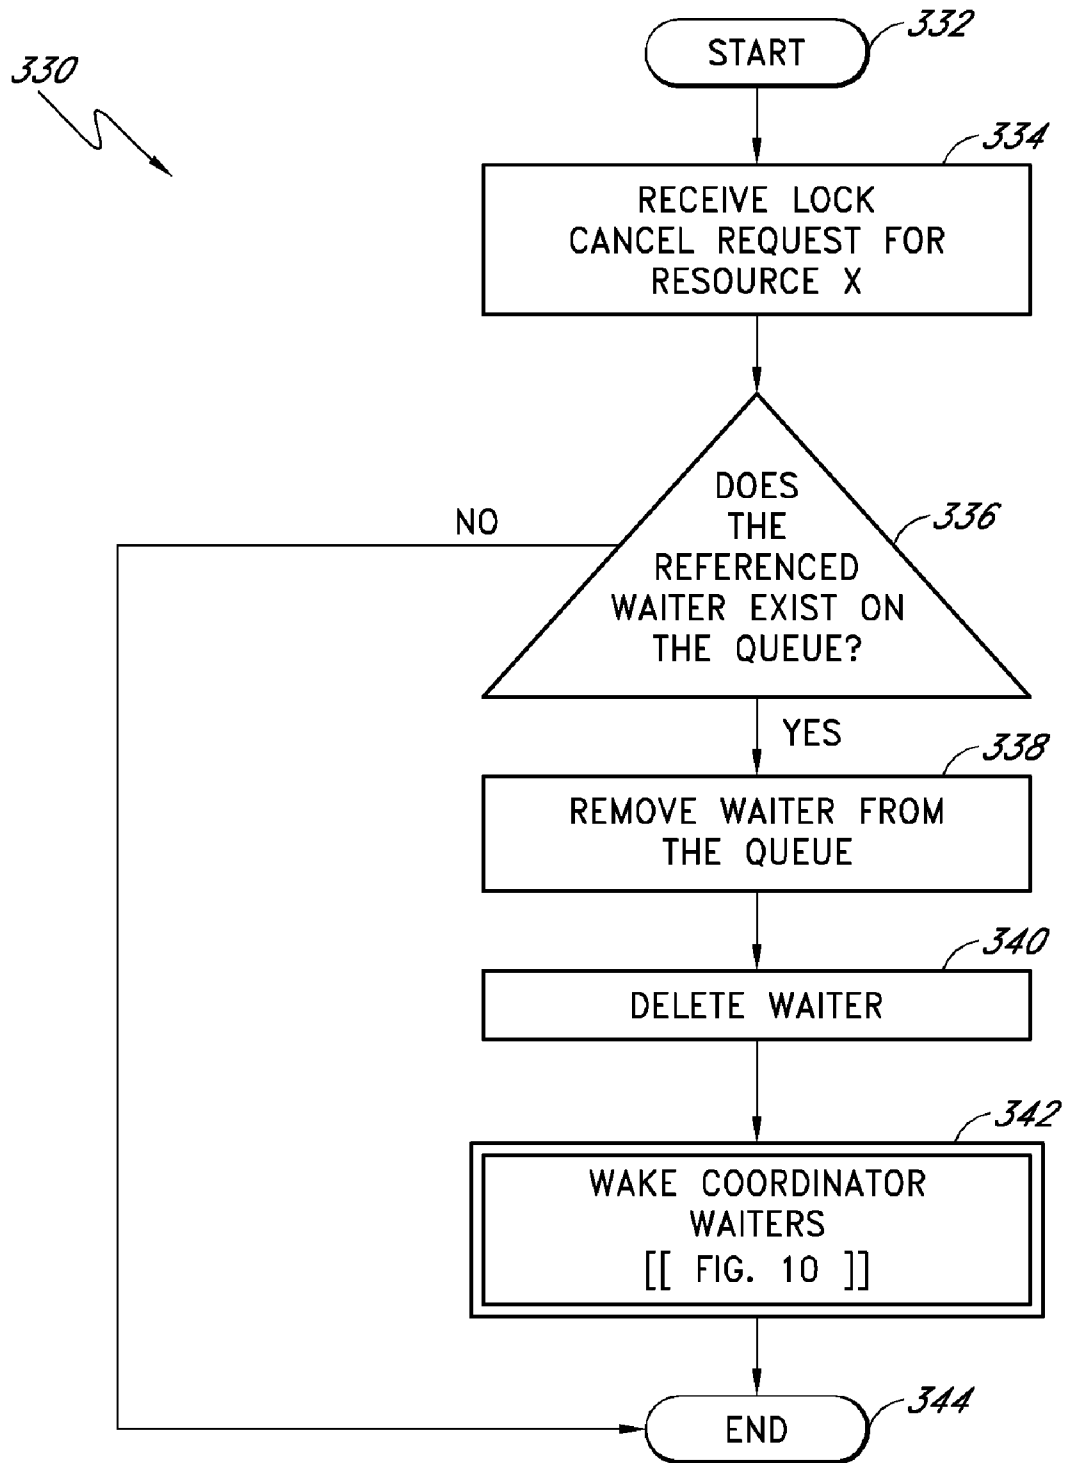 332
START
330
334
RECEIVE LOCK
CANCEL REQUEST FOR
RESOURCE X
DOES
THE
REFERENCED
WAITER EXIST ON
THE QUEUE?
336
NO
YES
338
REMOVE WAITER FROM
THE QUEUE
340
DELETE WAITER
342
WAKE COORDINATOR
WAITERS
[[ FIG. 10 ]]
344
END